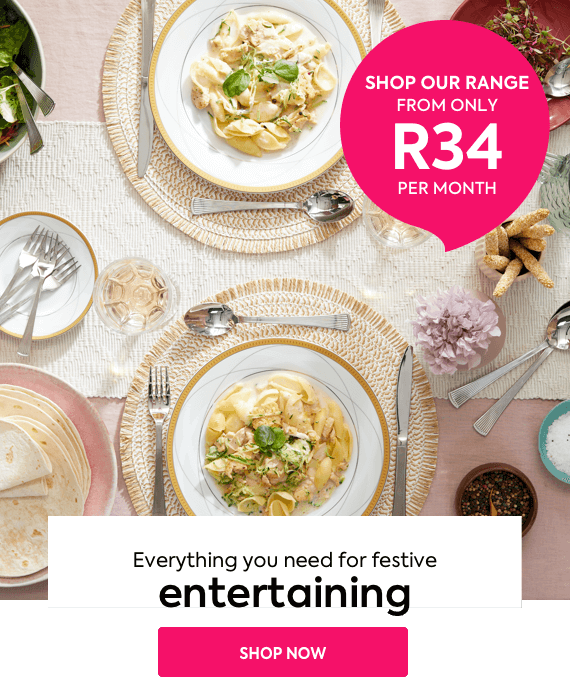 SHOP OUR RANGE
FROM ONLY
R34
PER MONTH
Everything you need for festive
entertaining
SHOP NOW